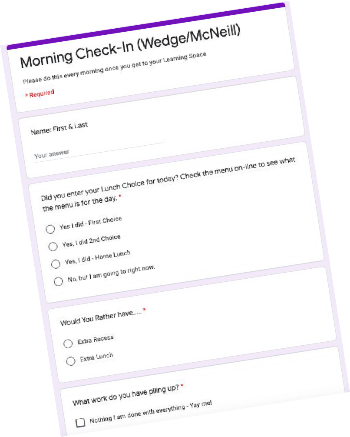 Morning Check-In (Wedge/McNeill)
Please do this every morning once you get to your Learning Space
* Required
Name: First & Last
Your answer
Did you enter your Lunch Choice for today? Check the menu on-line to see what
the menu is for the day. *
Yes I did - First Choice
Yes, I did 2nd Choice
Yes, I did - Home Lunch
No, but I am going to right now.
Would You Rather have.... *
Extra Recess
Extra Lunch
What work do you have piling up? *
Nothing I am done with everything - Yay me!